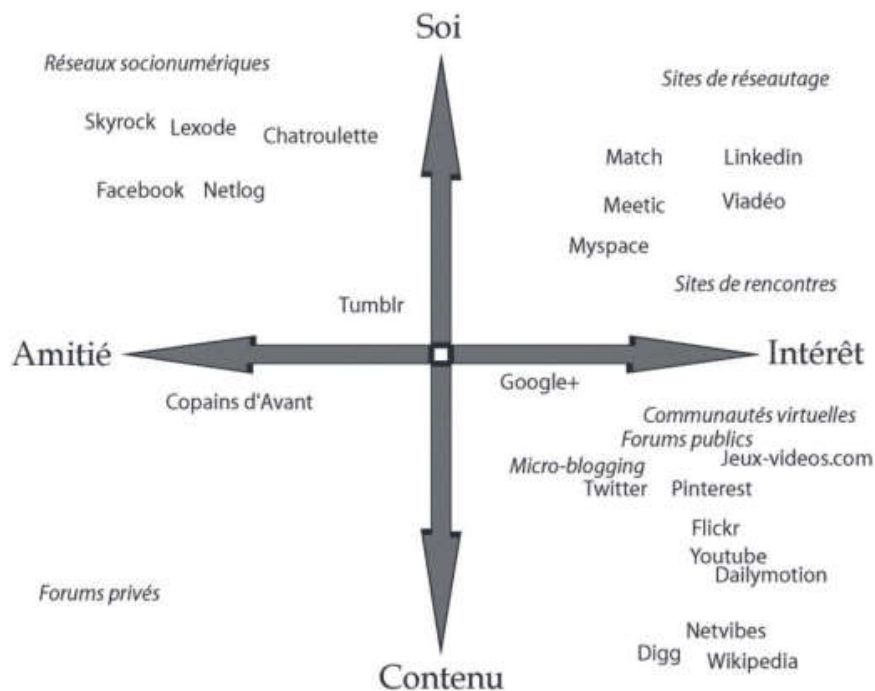 Soi
Réseaux socionumériques
Sites de réseautage
Skyrock Lexode Chatroulette
Match Linkedin
Facebook Netlog
Meetic Viadéo
Myspace
Sites de rencontres
Tumblr
Amitié
Intérêt
Google+
Copains d'Avant
Communautés virtuelles
Forums publics
Jeux-videos.com
Micro-blogging
Twitter Pinterest
Flickr
Youtube
Dailymotion
Forums privés
Netvibes
Digg Wikipedia
Contenu